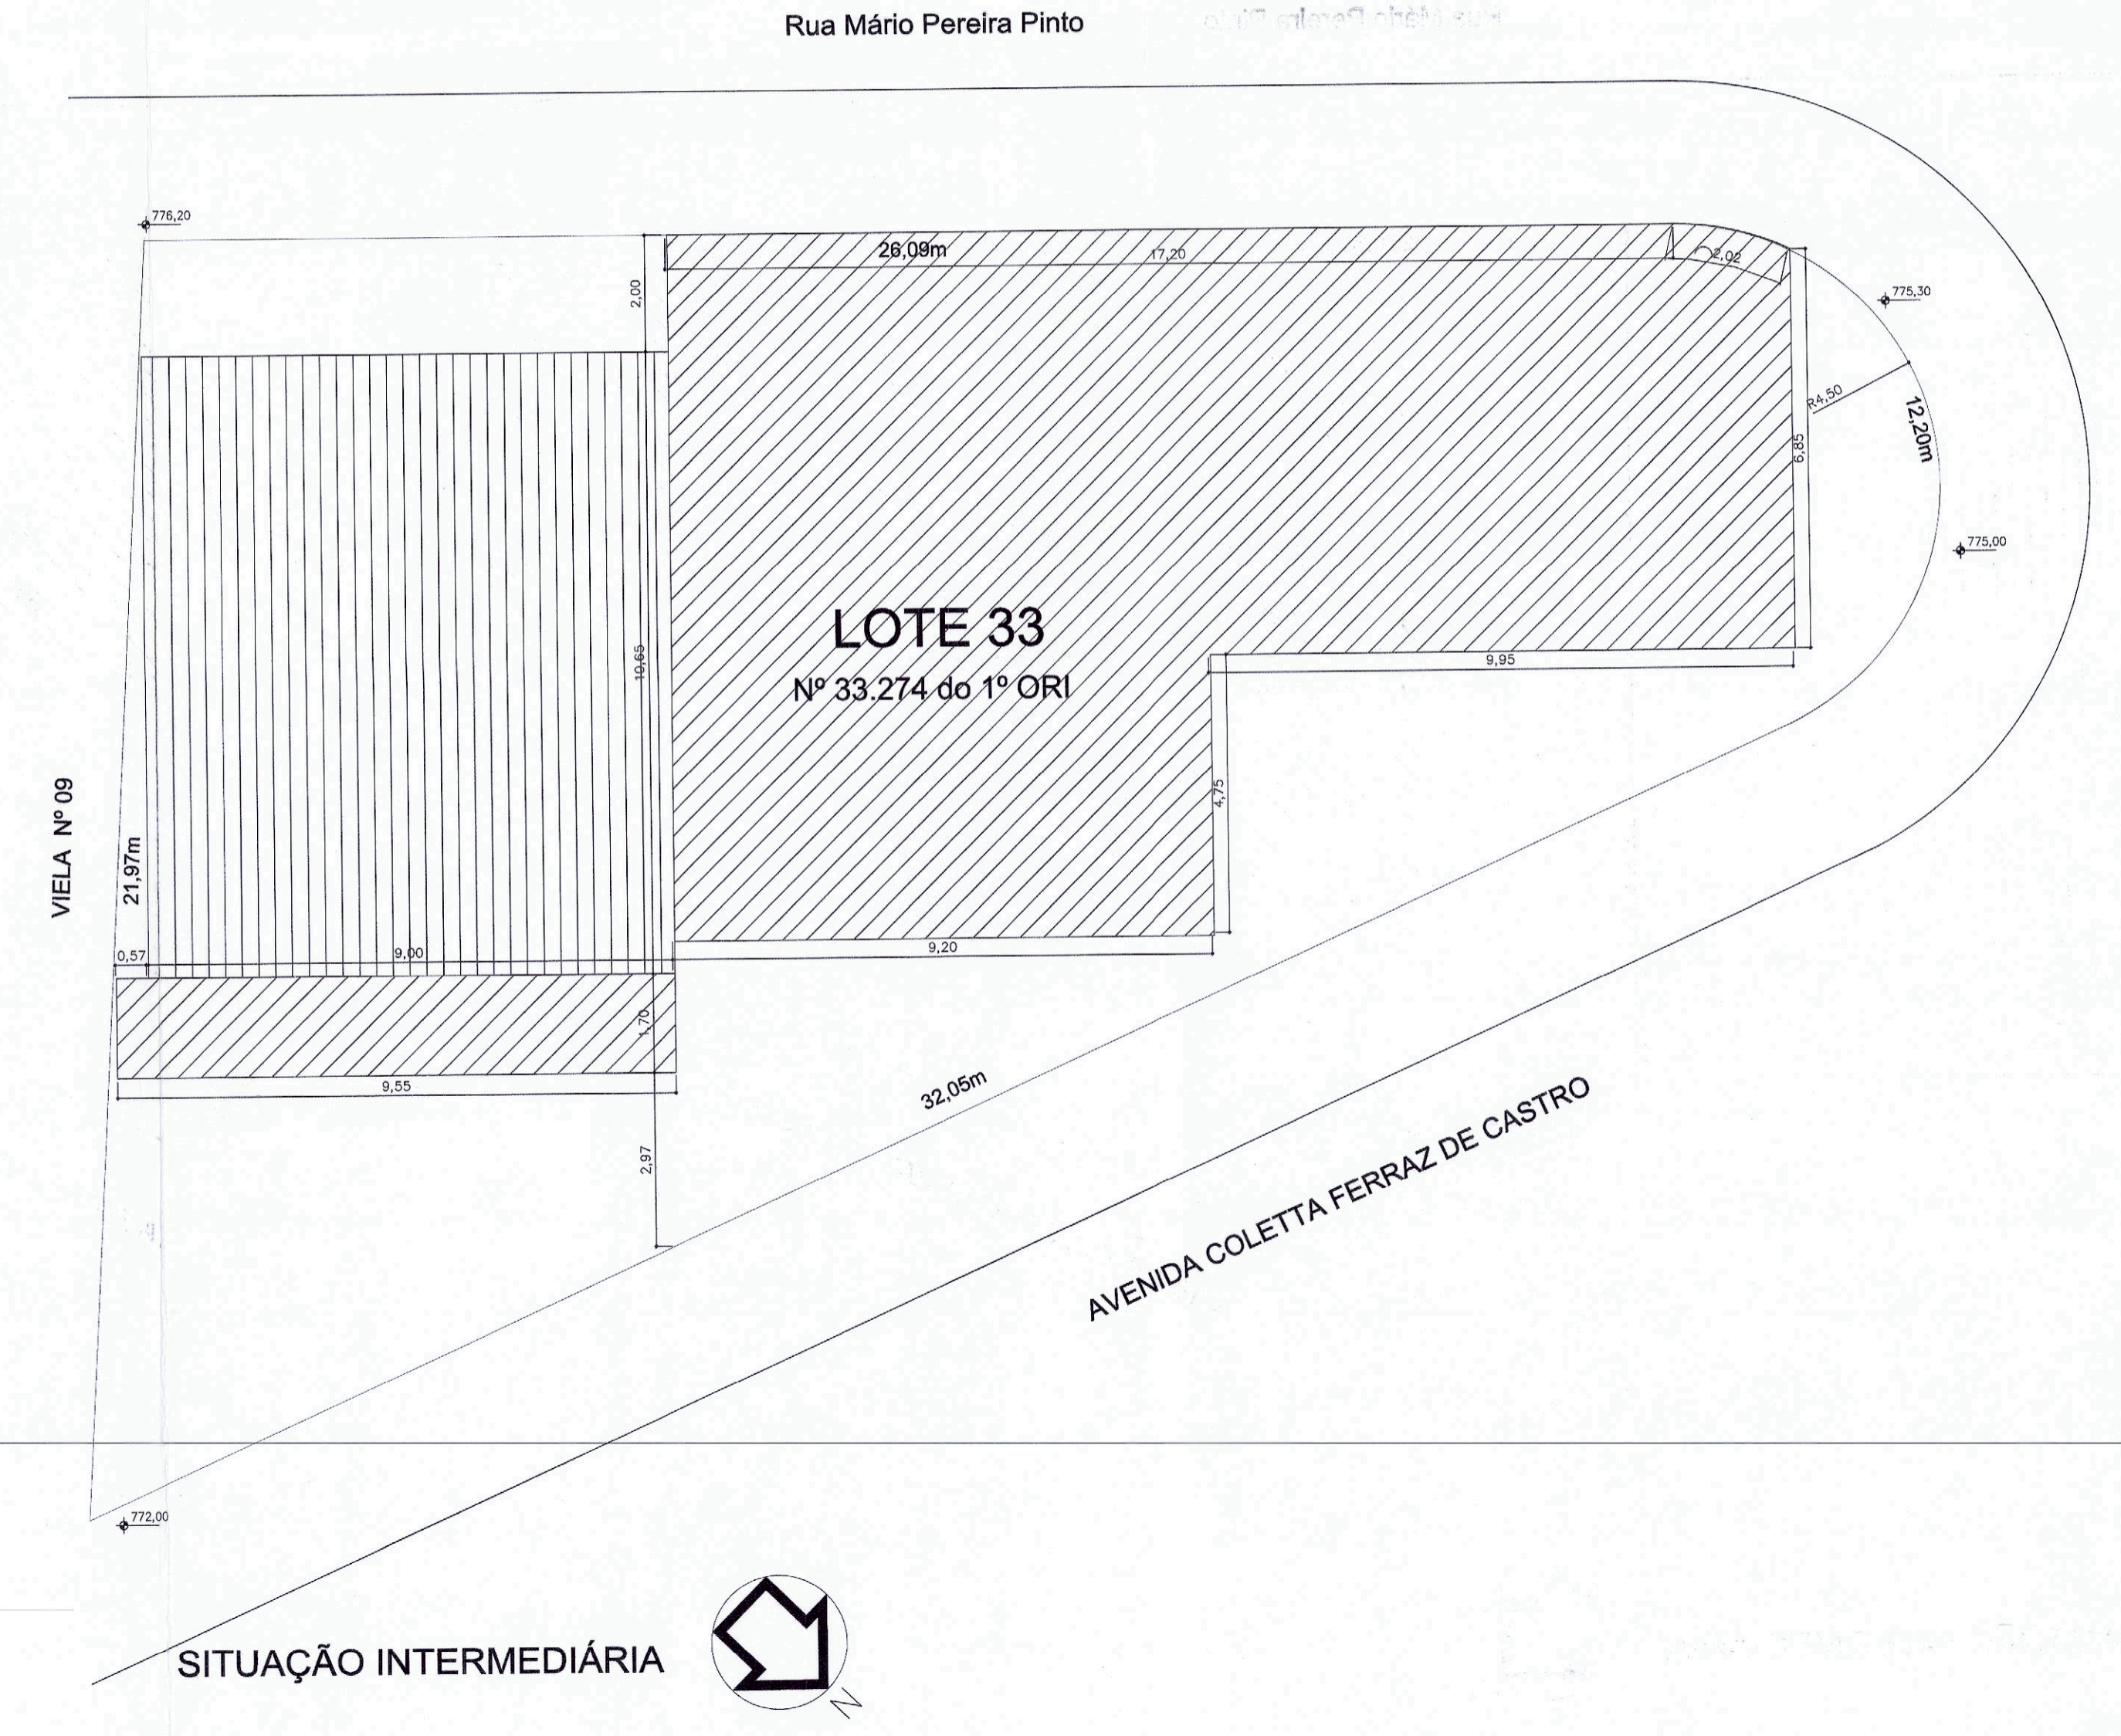 Rua Mário Pereira Pinto
776,20
26,09m
17,20
2,02
2,00
775,30
R4,50
12,20m
6,85
775,00
LOTE 33
Nº 33.274 do 1º ORI
10,65
9,95
4,75
VIELA Nº 09
21,97m
0,57
9,00
9,20
1,70
9,55
2,97
32,05m
AVENIDA COLETTA FERRAZ DE CASTRO
772,00
SITUAÇÃO INTERMEDIÁRIA
N